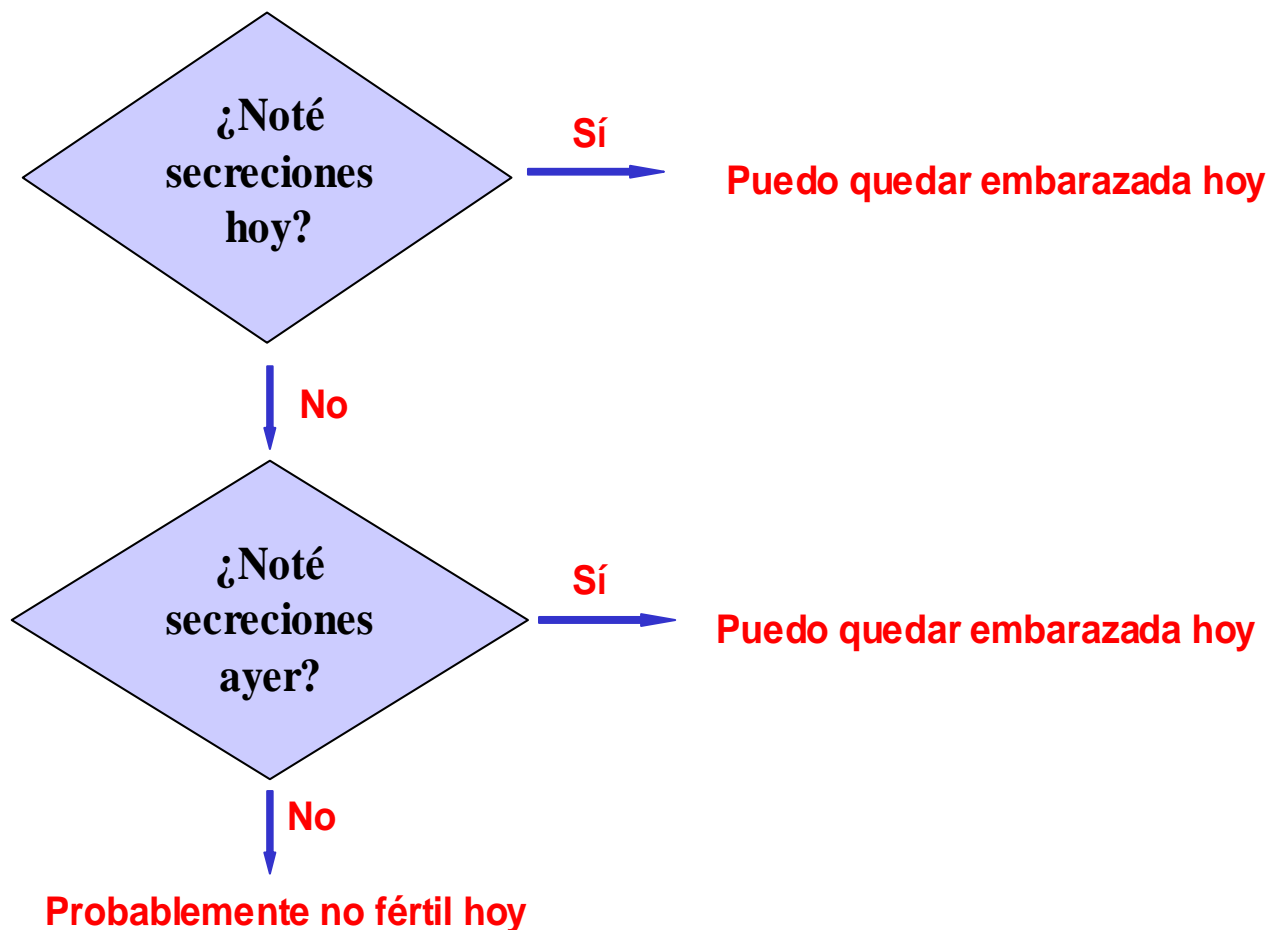 ¿Noté
secreciones
hoy?
Sí
Puedo quedar embarazada hoy
No
¿Noté
secreciones
ayer?
Sí
Puedo quedar embarazada hoy
No
Probablemente no fértil hoy